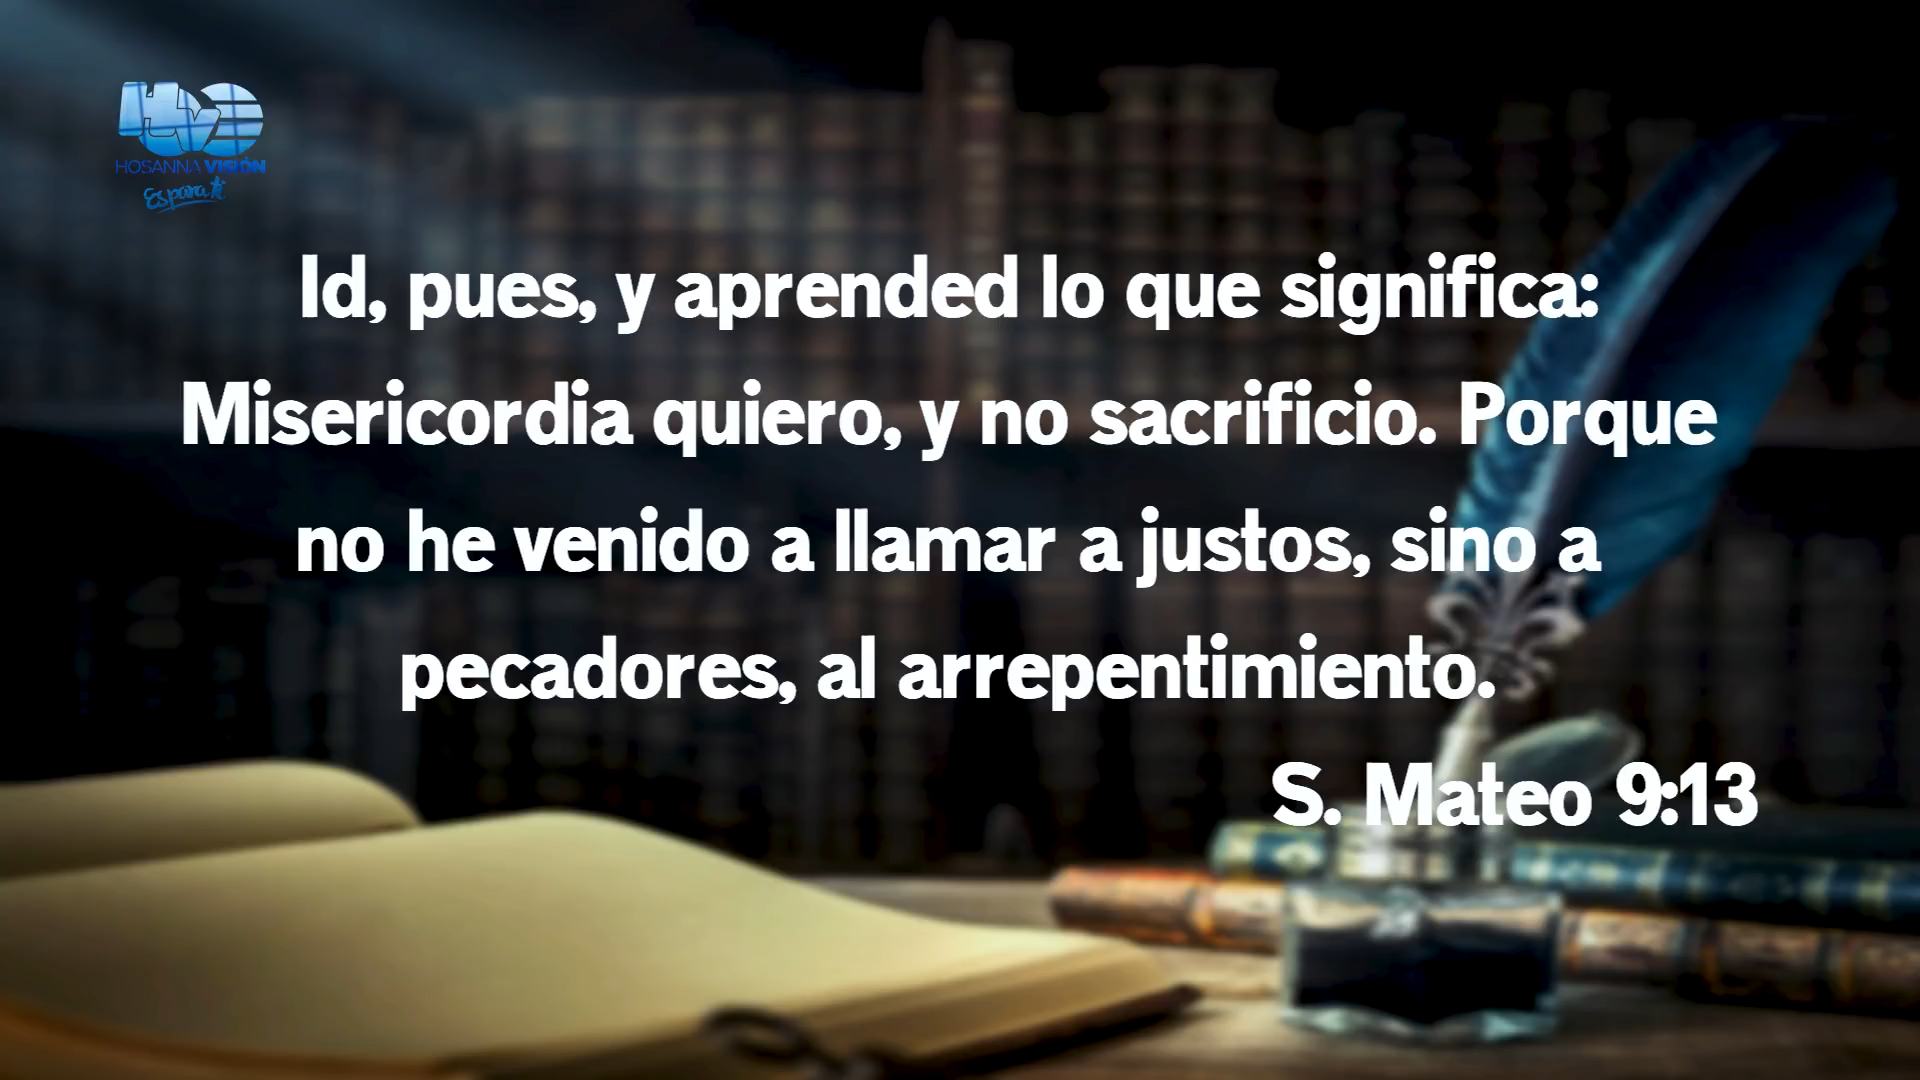 HVO
HOSANNA VISIÓN
Es para ti
Id, pues, y aprended lo que significa:
Misericordia quiero, y no sacrificio. Porque
no he venido a llamar a justos, sino a
pecadores, al arrepentimiento.
S. Mateo 9:13